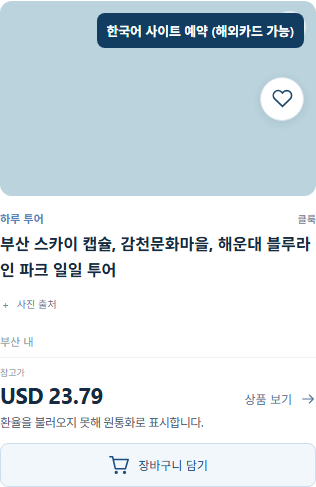 한국어 사이트 예약 (해외카드 가능)
하루 투어
클룩
부산 스카이 캡슐, 감천문화마을, 해운대 블루라
인 파크 일일 투어
+ 사진 출처
부산 내
참고가
USD 23.79
상품 보기 →
환율을 불러오지 못해 원통화로 표시합니다.
장바구니 담기